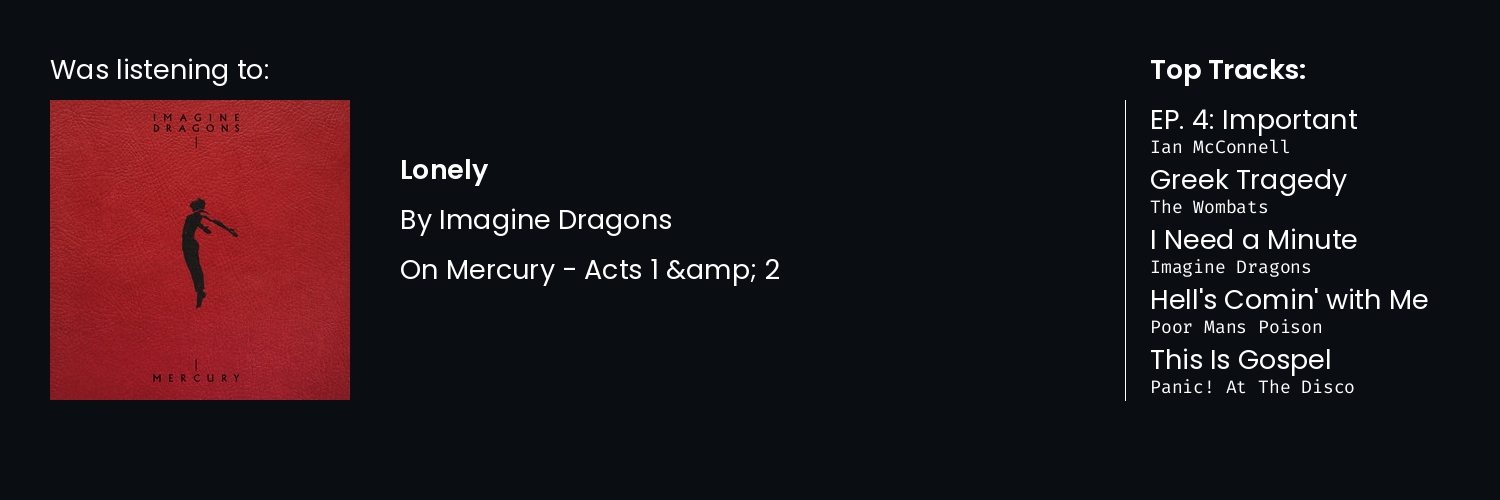 Was listening to:
IMAGINE
DRAGONS
MERCURY
Lonely
By Imagine Dragons
On Mercury - Acts 1 &amp; 2
Top Tracks:
EP. 4: Important
Ian McConnell
Greek Tragedy
The Wombats
I Need a Minute
Imagine Dragons
Hell's Comin' with Me
Poor Mans Poison
This Is Gospel
Panic! At The Disco